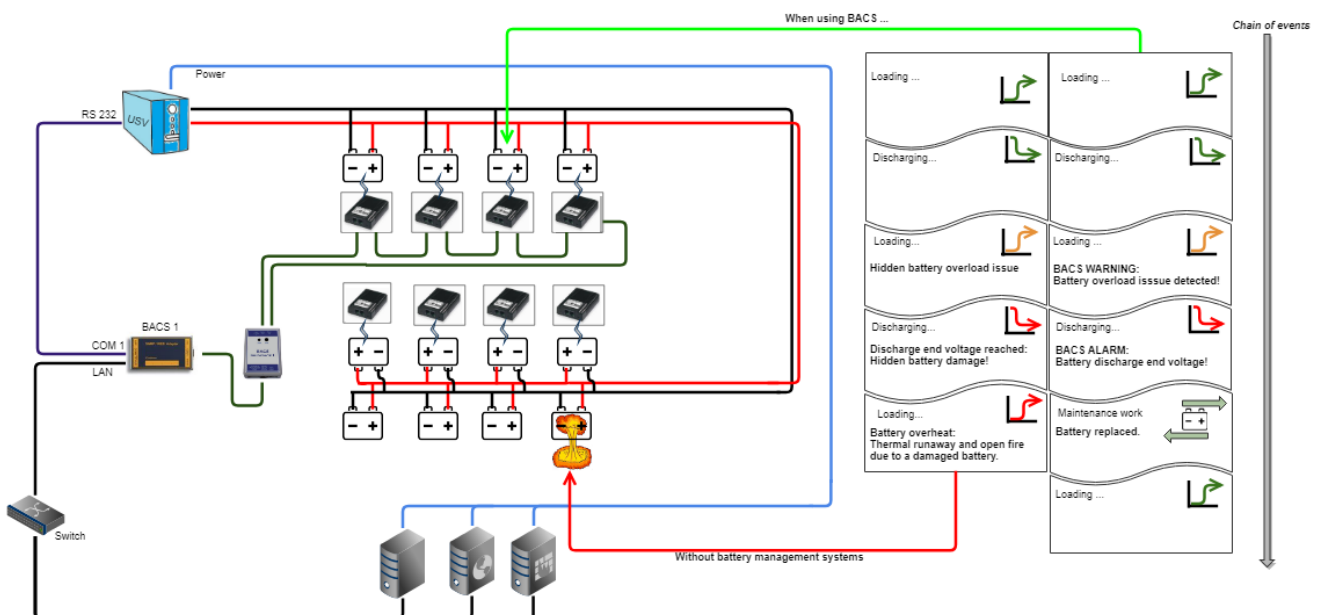 When using BACS ...
Chain of events
Power
RS 232
USV
Loading ...
Loading ...
Discharging...
Discharging...
Loading...
Hidden battery overload issue
Loading ...
BACS WARNING:
Battery overload isssue detected!
Discharging...
Discharge end voltage reached:
Hidden battery damage!
Discharging...
BACS ALARM:
Battery discharge end voltage!
Loading...
Battery overheat:
Thermal runaway and open fire
due to a damaged battery.
Maintenance work
Battery replaced.
Loading ...
BACS 1
COM 1
LAN
BACS
Switch
Without battery management systems